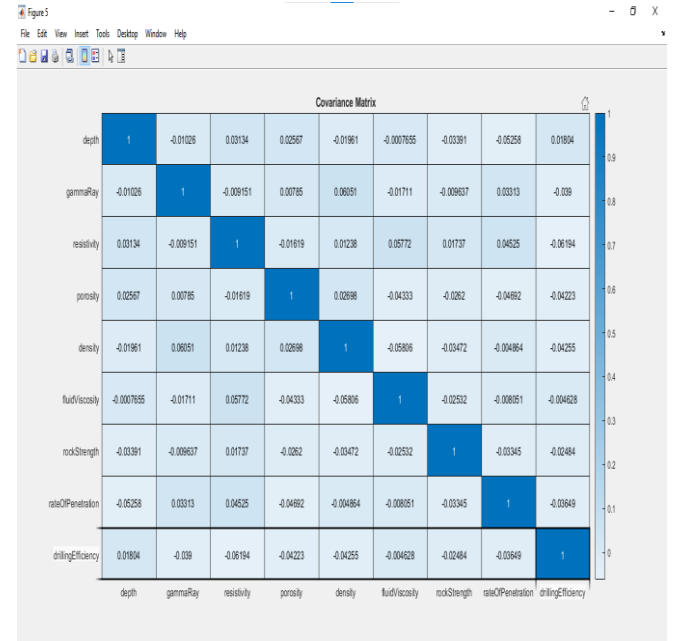 Figure 5
File Edit View Insert Tools Desktop Window Help
Covariance Matrix
depth 1 -0.01026 0.03134 0.02567 -0.01961 -0.0007655 -0.03391 -0.05258 0.01804
gammaRay -0.01026 1 -0.009151 0.00785 0.06051 -0.01711 -0.009637 0.03313 -0.039
resistivity 0.03134 -0.009151 1 -0.01619 0.01238 0.05772 0.01737 0.04525 -0.06194
porosity 0.02567 0.00785 -0.01619 1 0.02698 -0.04333 -0.0262 -0.04692 -0.04223
density -0.01961 0.06051 0.01238 0.02698 1 -0.05806 -0.03472 -0.004864 -0.04255
fluidViscosity -0.0007655 -0.01711 0.05772 -0.04333 -0.05806 1 -0.02532 -0.008051 -0.004628
rockStrength -0.03391 -0.009637 0.01737 -0.0262 -0.03472 -0.02532 1 -0.03345 -0.02484
rateOfPenetration -0.05258 0.03313 0.04525 -0.04692 -0.004864 -0.008051 -0.03345 1 -0.03649
drillingEfficiency 0.01804 -0.039 -0.06194 -0.04223 -0.04255 -0.004628 -0.02484 -0.03649 1
depth gammaRay resistivity porosity density fluidViscosity rockStrength rateOfPenetration drillingEfficiency
1
0.9
0.8
0.7
0.6
0.5
0.4
0.3
0.2
0.1
0